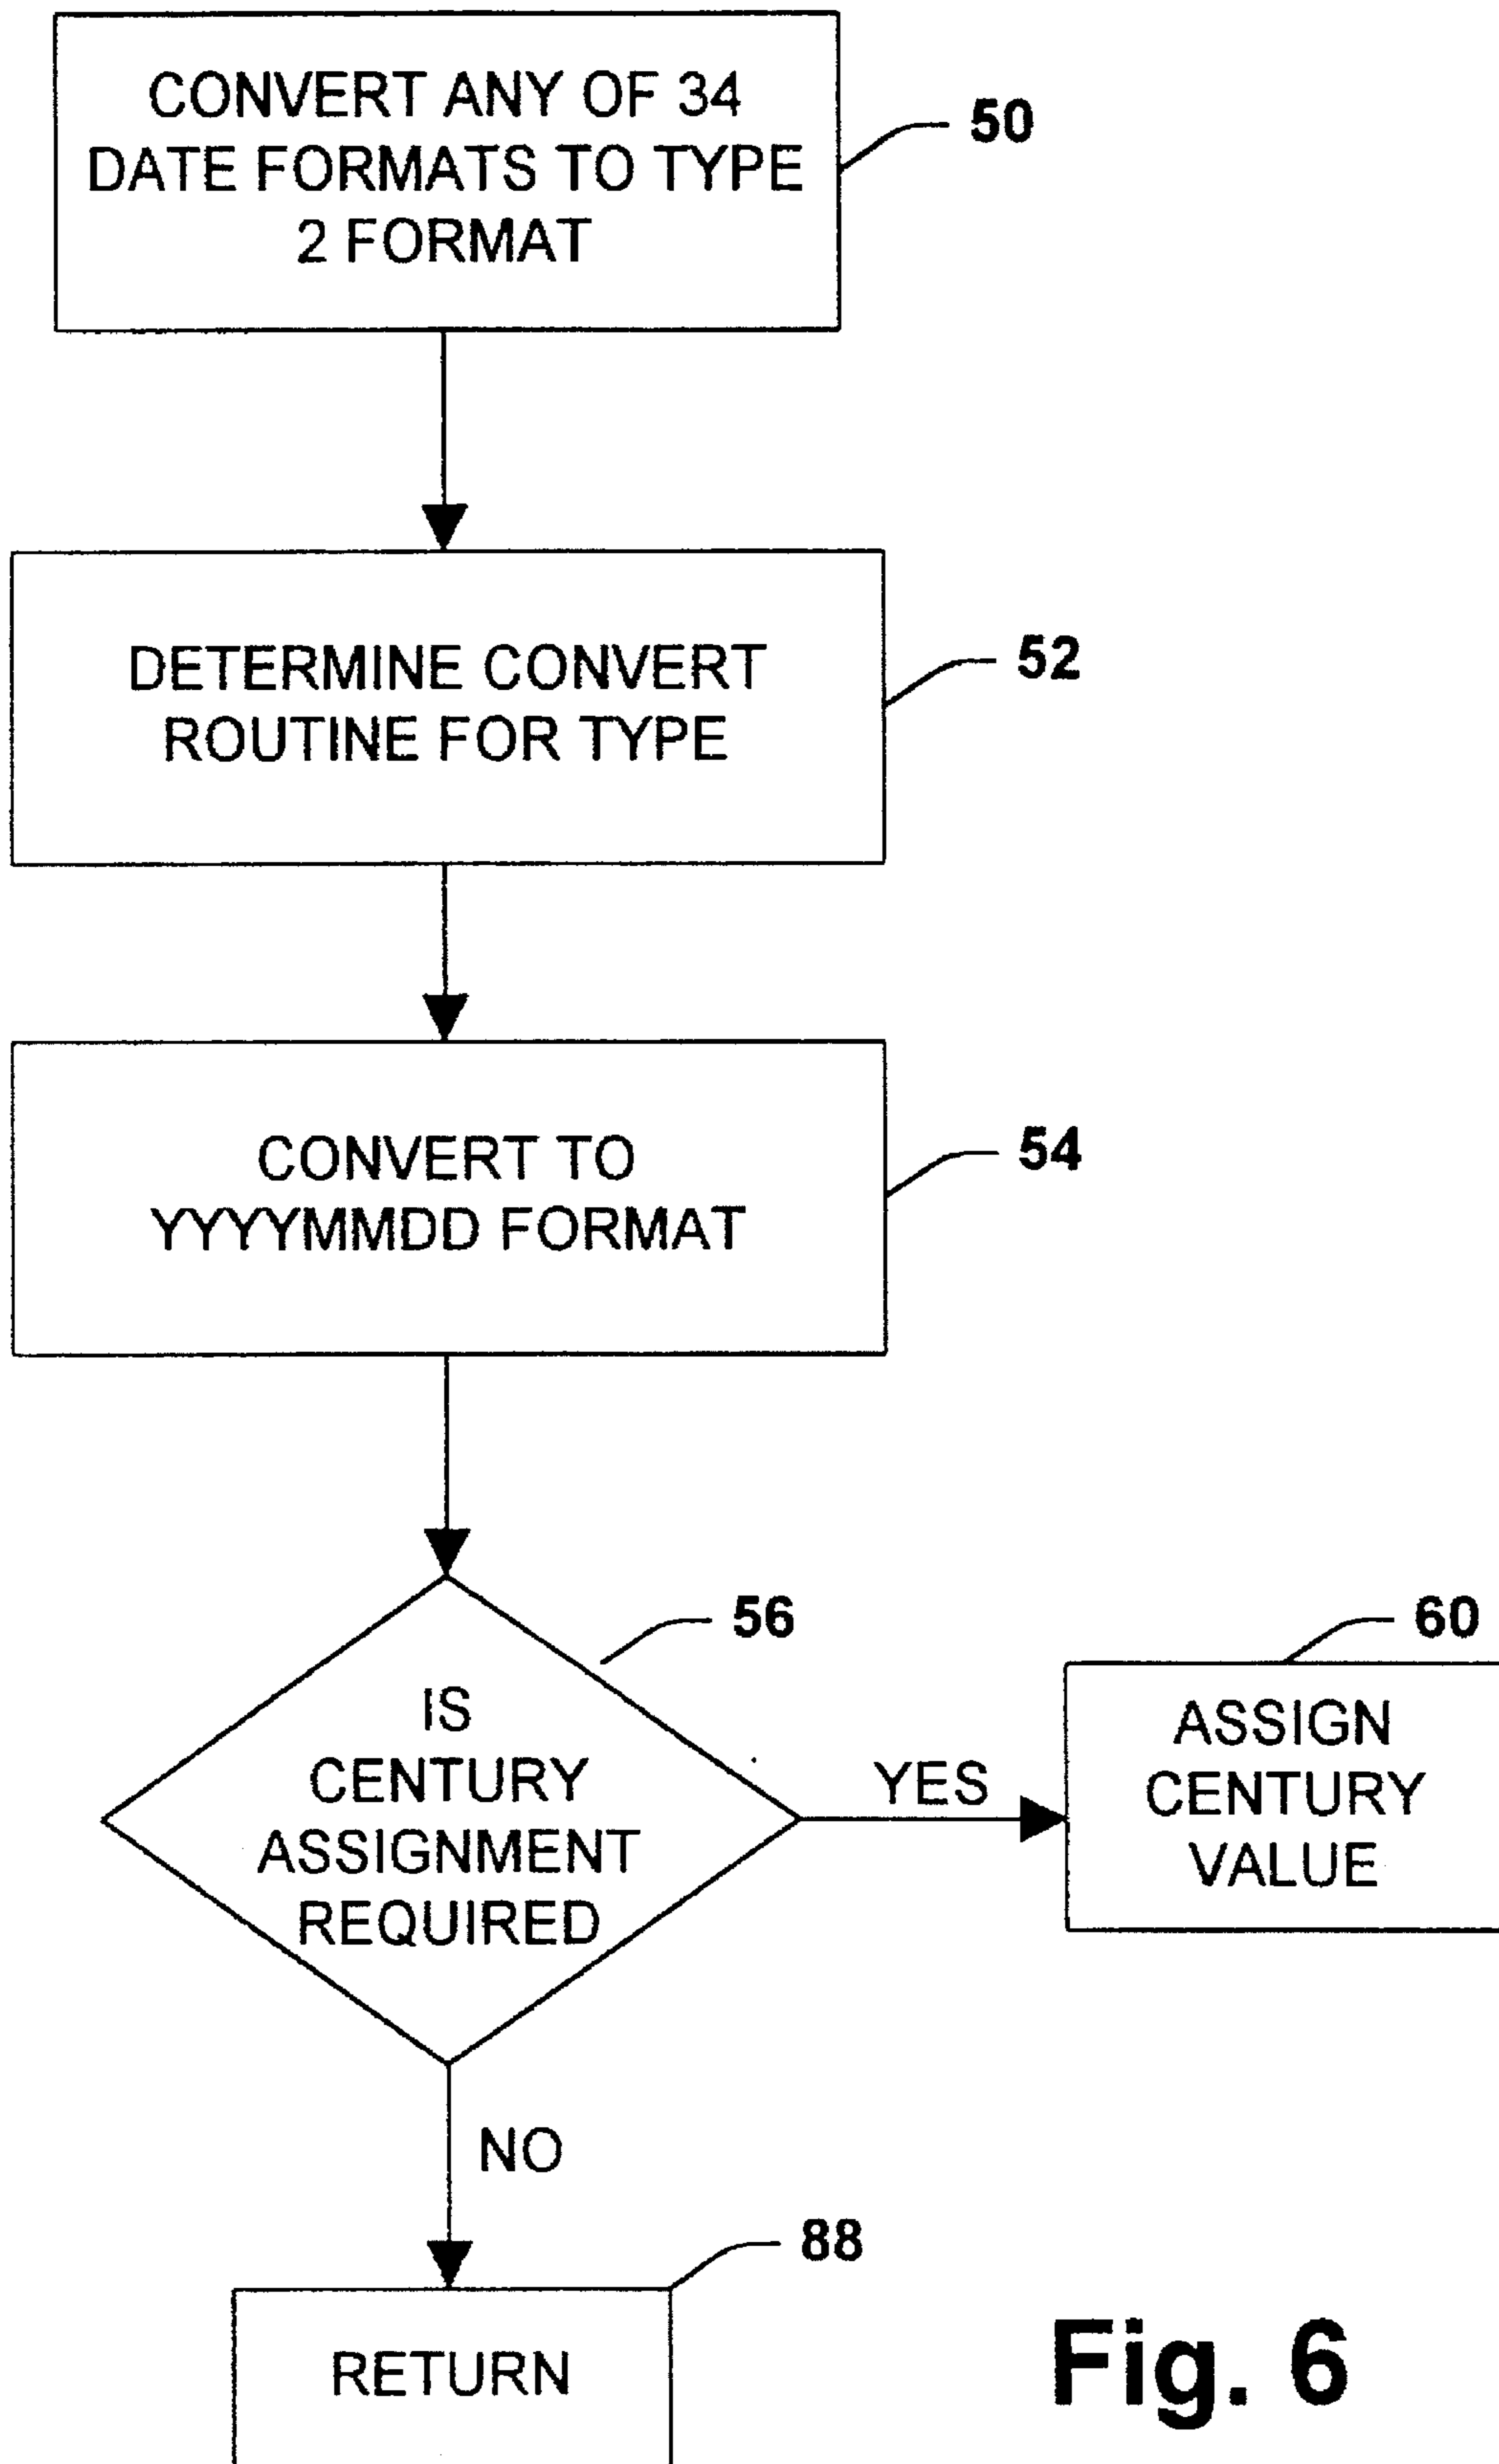 CONVERT ANY OF 34
DATE FORMATS TO TYPE
2 FORMAT
50
DETERMINE CONVERT
ROUTINE FOR TYPE
52
CONVERT TO
YYYYMMDD FORMAT
54
IS
CENTURY
ASSIGNMENT
REQUIRED
56
YES
ASSIGN
CENTURY
VALUE
60
NO
RETURN
88
Fig. 6